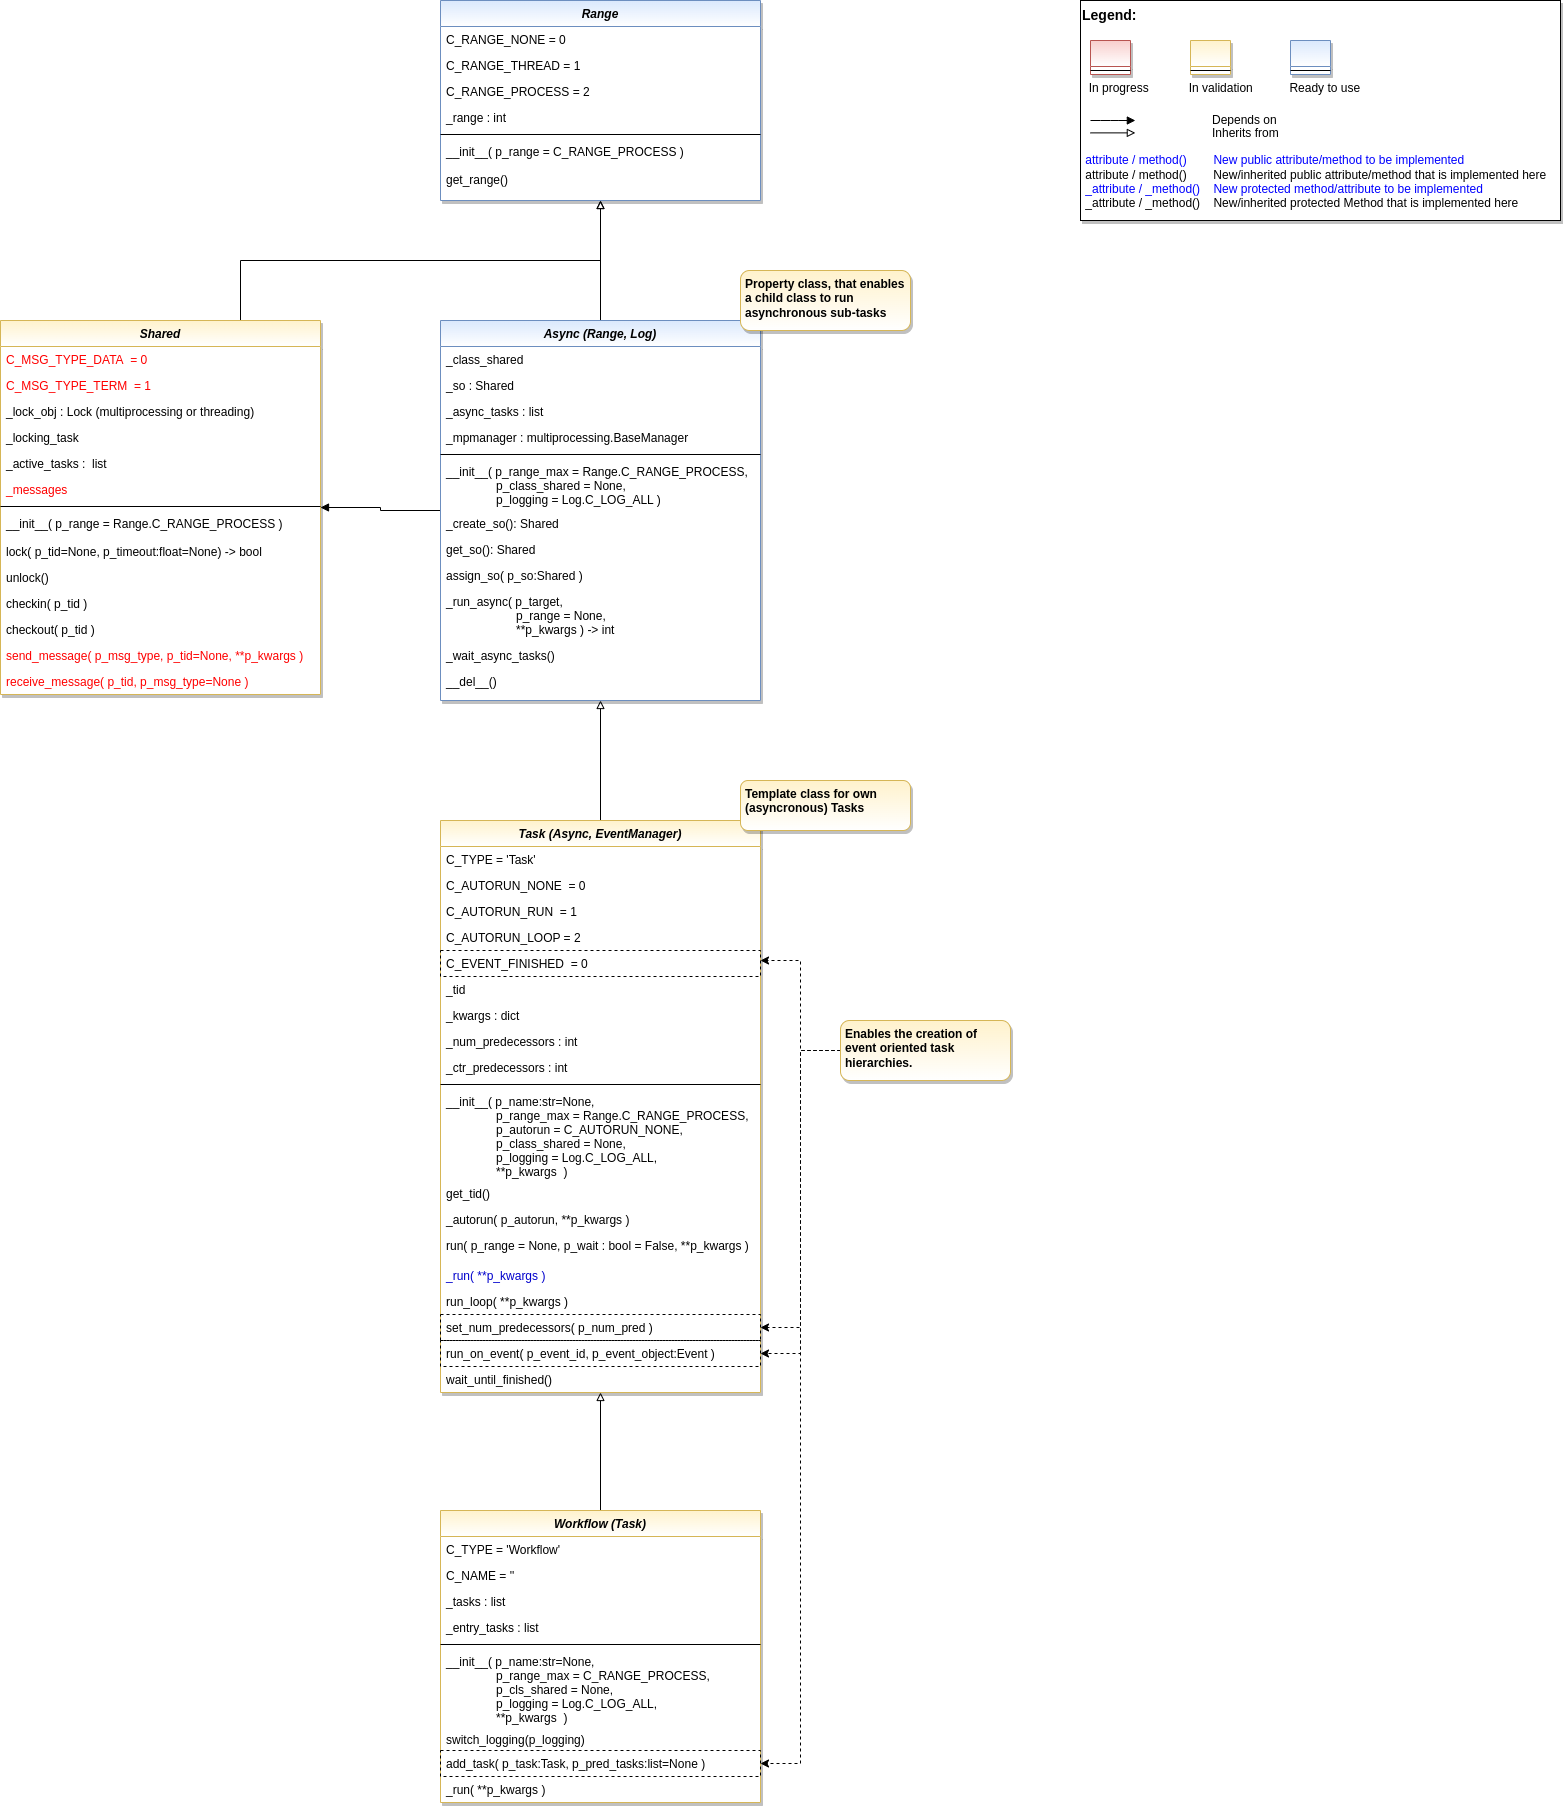 Range
C_RANGE_NONE = 0
C_RANGE_THREAD = 1
C_RANGE_PROCESS = 2
_range : int
__init__( p_range = C_RANGE_PROCESS )
get_range()
Legend:
In progress
In validation
Ready to use
Depends on
Inherits from
attribute / method() New public attribute/method to be implemented
attribute / method() New/inherited public attribute/method that is implemented here
_attribute / _method() New protected method/attribute to be implemented
_attribute / _method() New/inherited protected Method that is implemented here
Property class, that enables
a child class to run
asynchronous sub-tasks
Shared
C_MSG_TYPE_DATA  = 0
C_MSG_TYPE_TERM  = 1
_lock_obj : Lock (multiprocessing or threading)
_locking_task
_active_tasks :  list
_messages
__init__( p_range = Range.C_RANGE_PROCESS )
lock( p_tid=None, p_timeout:float=None) -> bool
unlock()
checkin( p_tid )
checkout( p_tid )
send_message( p_msg_type, p_tid=None, **p_kwargs )
receive_message( p_tid, p_msg_type=None )
Async (Range, Log)
_class_shared
_so : Shared
_async_tasks : list
_mpmanager : multiprocessing.BaseManager
__init__( p_range_max = Range.C_RANGE_PROCESS,
p_class_shared = None,
p_logging = Log.C_LOG_ALL )
_create_so(): Shared
get_so(): Shared
assign_so( p_so:Shared )
_run_async( p_target,
p_range = None,
**p_kwargs ) -> int
_wait_async_tasks()
__del__()
Template class for own
(asyncronous) Tasks
Task (Async, EventManager)
C_TYPE = 'Task'
C_AUTORUN_NONE  = 0
C_AUTORUN_RUN  = 1
C_AUTORUN_LOOP = 2
C_EVENT_FINISHED  = 0
_tid
_kwargs : dict
_num_predecessors : int
_ctr_predecessors : int
__init__( p_name:str=None,
p_range_max = Range.C_RANGE_PROCESS,
p_autorun = C_AUTORUN_NONE,
p_class_shared = None,
p_logging = Log.C_LOG_ALL,
**p_kwargs  )
get_tid()
_autorun( p_autorun, **p_kwargs )
run( p_range = None, p_wait : bool = False, **p_kwargs )
_run( **p_kwargs )
run_loop( **p_kwargs )
set_num_predecessors( p_num_pred )
run_on_event( p_event_id, p_event_object:Event )
wait_until_finished()
Enables the creation of
event oriented task
hierarchies.
Workflow (Task)
C_TYPE = 'Workflow'
C_NAME = ''
_tasks : list
_entry_tasks : list
__init__( p_name:str=None,
p_range_max = C_RANGE_PROCESS,
p_cls_shared = None,
p_logging = Log.C_LOG_ALL,
**p_kwargs  )
switch_logging(p_logging)
add_task( p_task:Task, p_pred_tasks:list=None )
_run( **p_kwargs )